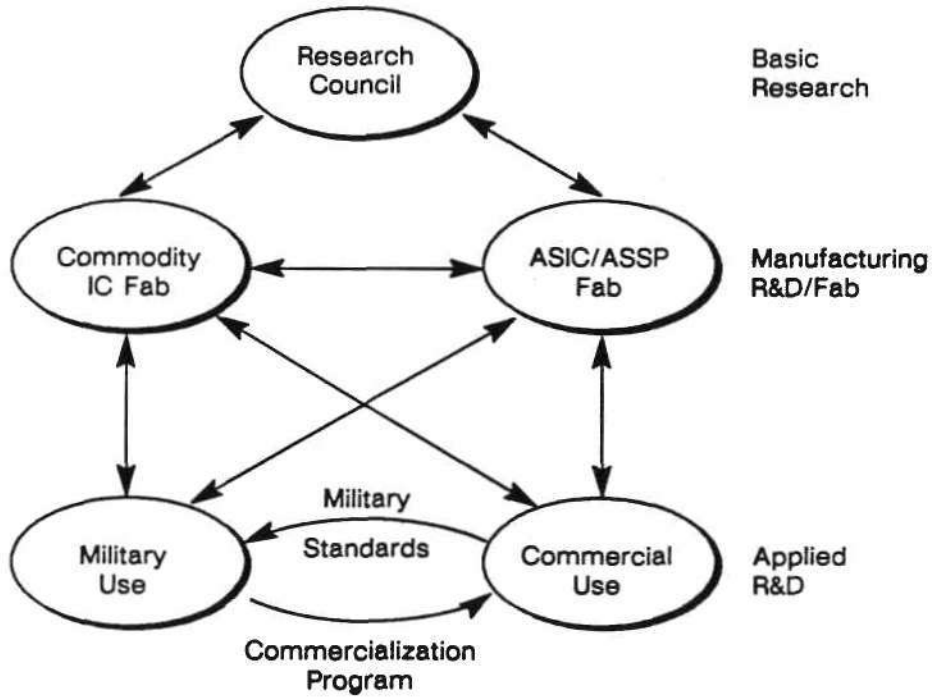 Research
Council
Basic
Research
Commodity
IC Fab
ASIC/ASSP
Fab
Manufacturing
R&D/Fab
Military
Standards
Military
Use
Commercial
Use
Applied
R&D
Commercialization
Program